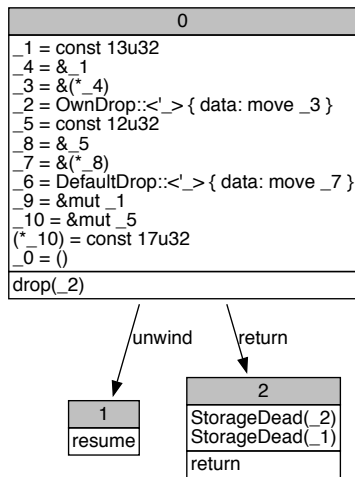 0
_1 = const 13u32
_4 = &_1
_3 = &(*_4)
_2 = OwnDrop::<'_> { data: move _3 }
_5 = const 12u32
_8 = &_5
_7 = &(*_8)
_6 = DefaultDrop::<'_> { data: move _7 }
_9 = &mut _1
_10 = &mut _5
(*_10) = const 17u32
_0 = ()
drop(_2)
unwind
return
1
resume
2
StorageDead(_2)
StorageDead(_1)
return